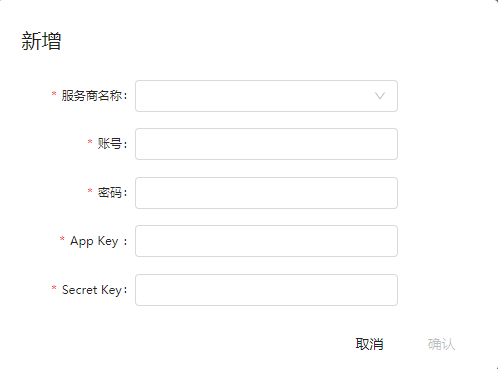 新增
* 服务商名称:
* 账号:
* 密码:
* App Key :
* Secret Key:
取消 确认